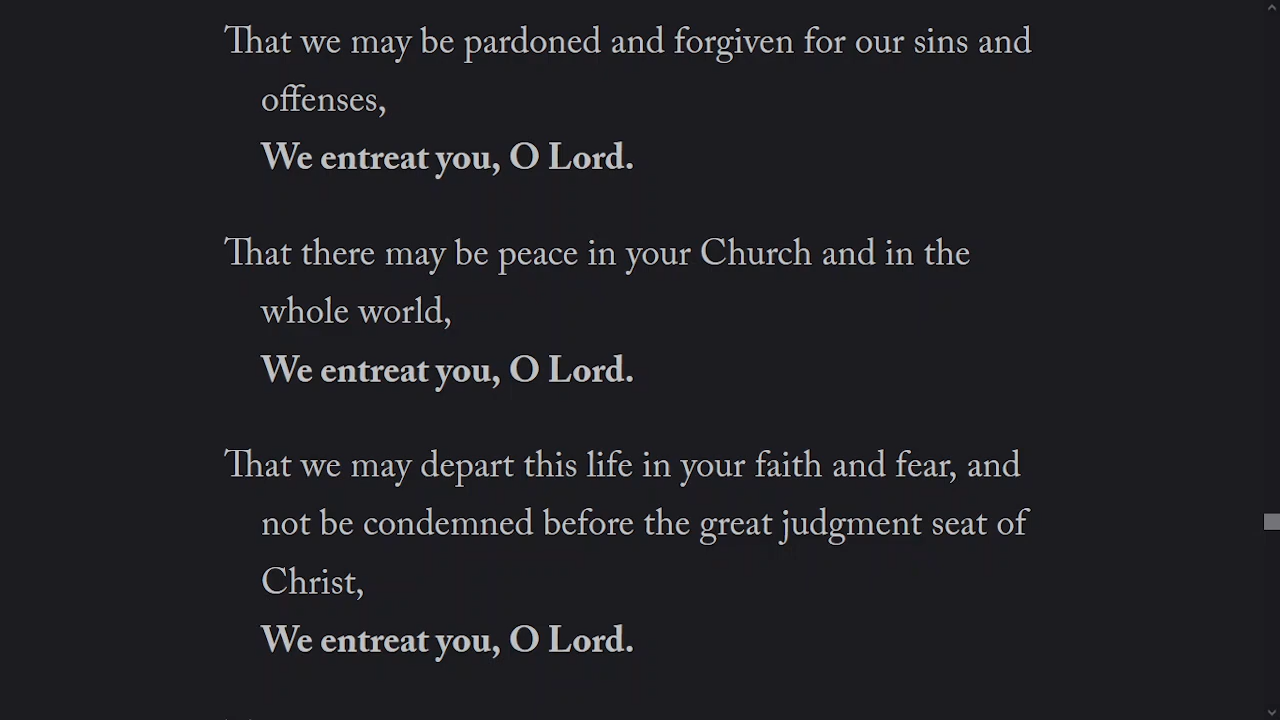 That we may be pardoned and forgiven for our sins and
offenses,
We entreat you, O Lord.
That there may be peace in your Church and in the
whole world,
We entreat you, O Lord.
That we may depart this life in your faith and fear, and
not be condemned before the great judgment seat of
Christ,
We entreat you, O Lord.